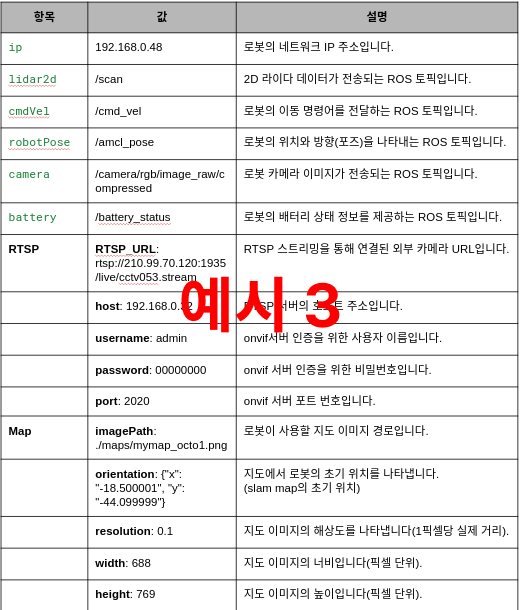 항목 값 설명
ip 192.168.0.48 로봇의 네트워크 IP 주소입니다.
lidar2d /scan 2D 라이다 데이터가 전송되는 ROS 토픽입니다.
cmdVel /cmd_vel 로봇의 이동 명령어를 전달하는 ROS 토픽입니다.
robotPose /amcl_pose 로봇의 위치와 방향(포즈)을 나타내는 ROS 토픽입니다.
camera /camera/rgb/image_raw/c 로봇 카메라 이미지가 전송되는 ROS 토픽입니다.
ompressed
battery /battery_status 로봇의 배터리 상태 정보를 제공하는 ROS 토픽입니다.
RTSP RTSP_URL: RTSP 스트리밍을 통해 연결된 외부 카메라 URL입니다.
rtsp://210.99.70.120:1935
/live/cctv053.stream
예시 3
host: 192.168.0.32 RTSP 서버의 호스트 주소입니다.
username: admin onvif서버 인증을 위한 사용자 이름입니다.
password: 00000000 onvif 서버 인증을 위한 비밀번호입니다.
port: 2020 onvif 서버 포트 번호입니다.
Map imagePath: 로봇이 사용할 지도 이미지 경로입니다.
./maps/mymap_octo1.png
orientation: {"x": 지도에서 로봇의 초기 위치를 나타냅니다.
"-18.500001", "y": (slam map의 초기 위치)
"-44.099999"}
resolution: 0.1 지도 이미지의 해상도를 나타냅니다(1픽셀당 실제 거리).
width: 688 지도 이미지의 너비입니다(픽셀 단위).
height: 769 지도 이미지의 높이입니다(픽셀 단위).